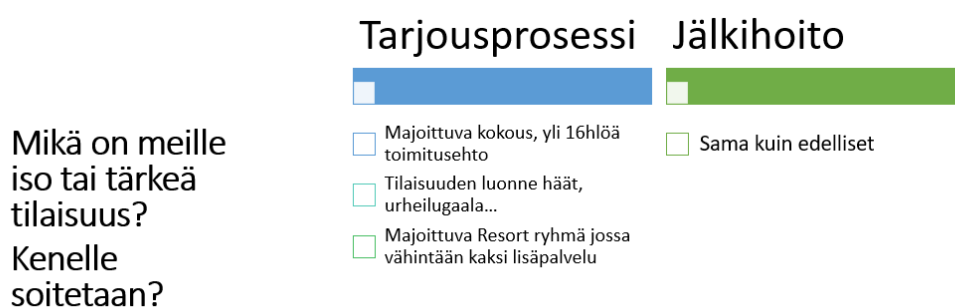 Tarjousprosessi
Jälkihoito
Mikä on meille
iso tai tärkeä
tilaisuus?
Kenelle
soitetaan?
Majoittuva kokous, yli 16hlöä
toimitusehto
Tilaisuuden luonne häät,
urheilugaala...
Majoittuva Resort ryhmä jossa
vähintään kaksi lisäpalvelu
Sama kuin edelliset